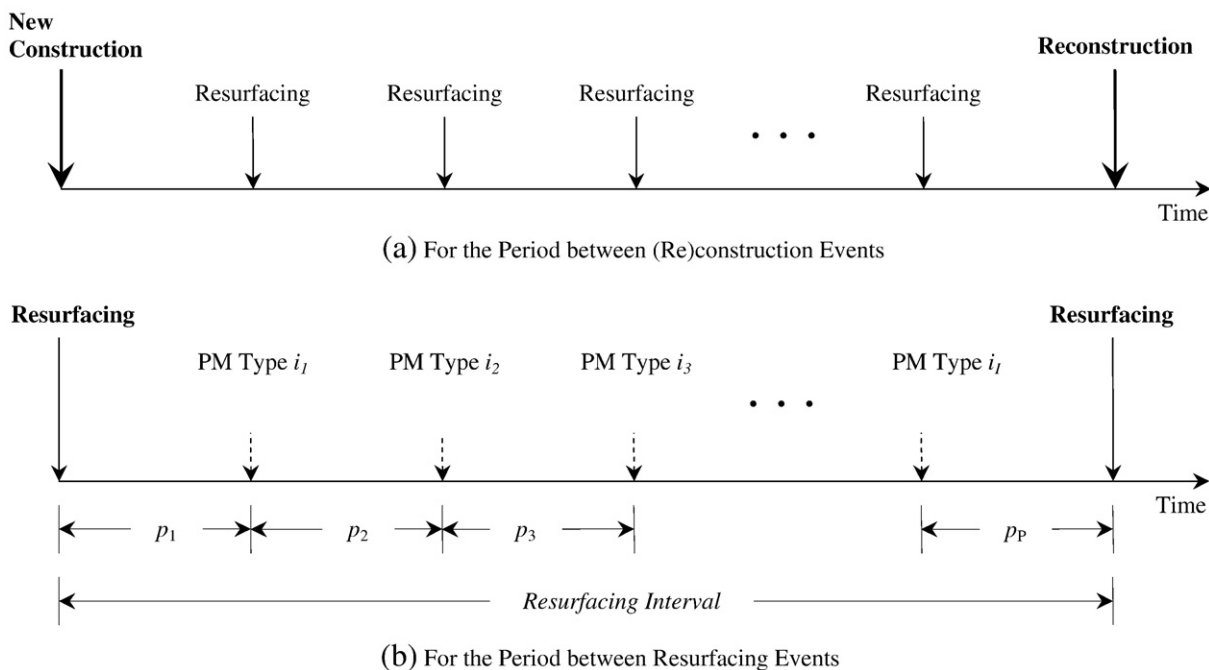 New
Construction
Reconstruction
Resurfacing Resurfacing Resurfacing . . . Resurfacing
Time
(a) For the Period between (Re)construction Events
Resurfacing Resurfacing
PM Type i1 PM Type i2 PM Type i3 . . . PM Type iI
Time
p1 p2 p3 pP
Resurfacing Interval
(b) For the Period between Resurfacing Events